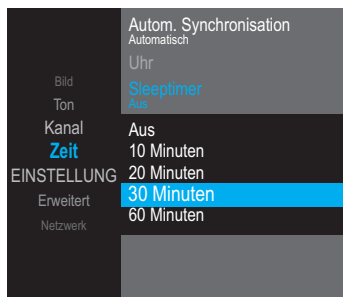 Bild
Ton
Kanal
Zeit
EINSTELLUNG
Erweitert
Netzwerk
Autom. Synchronisation
Automatisch
Uhr
Sleeptimer
Aus
Aus
10 Minuten
20 Minuten
30 Minuten
60 Minuten